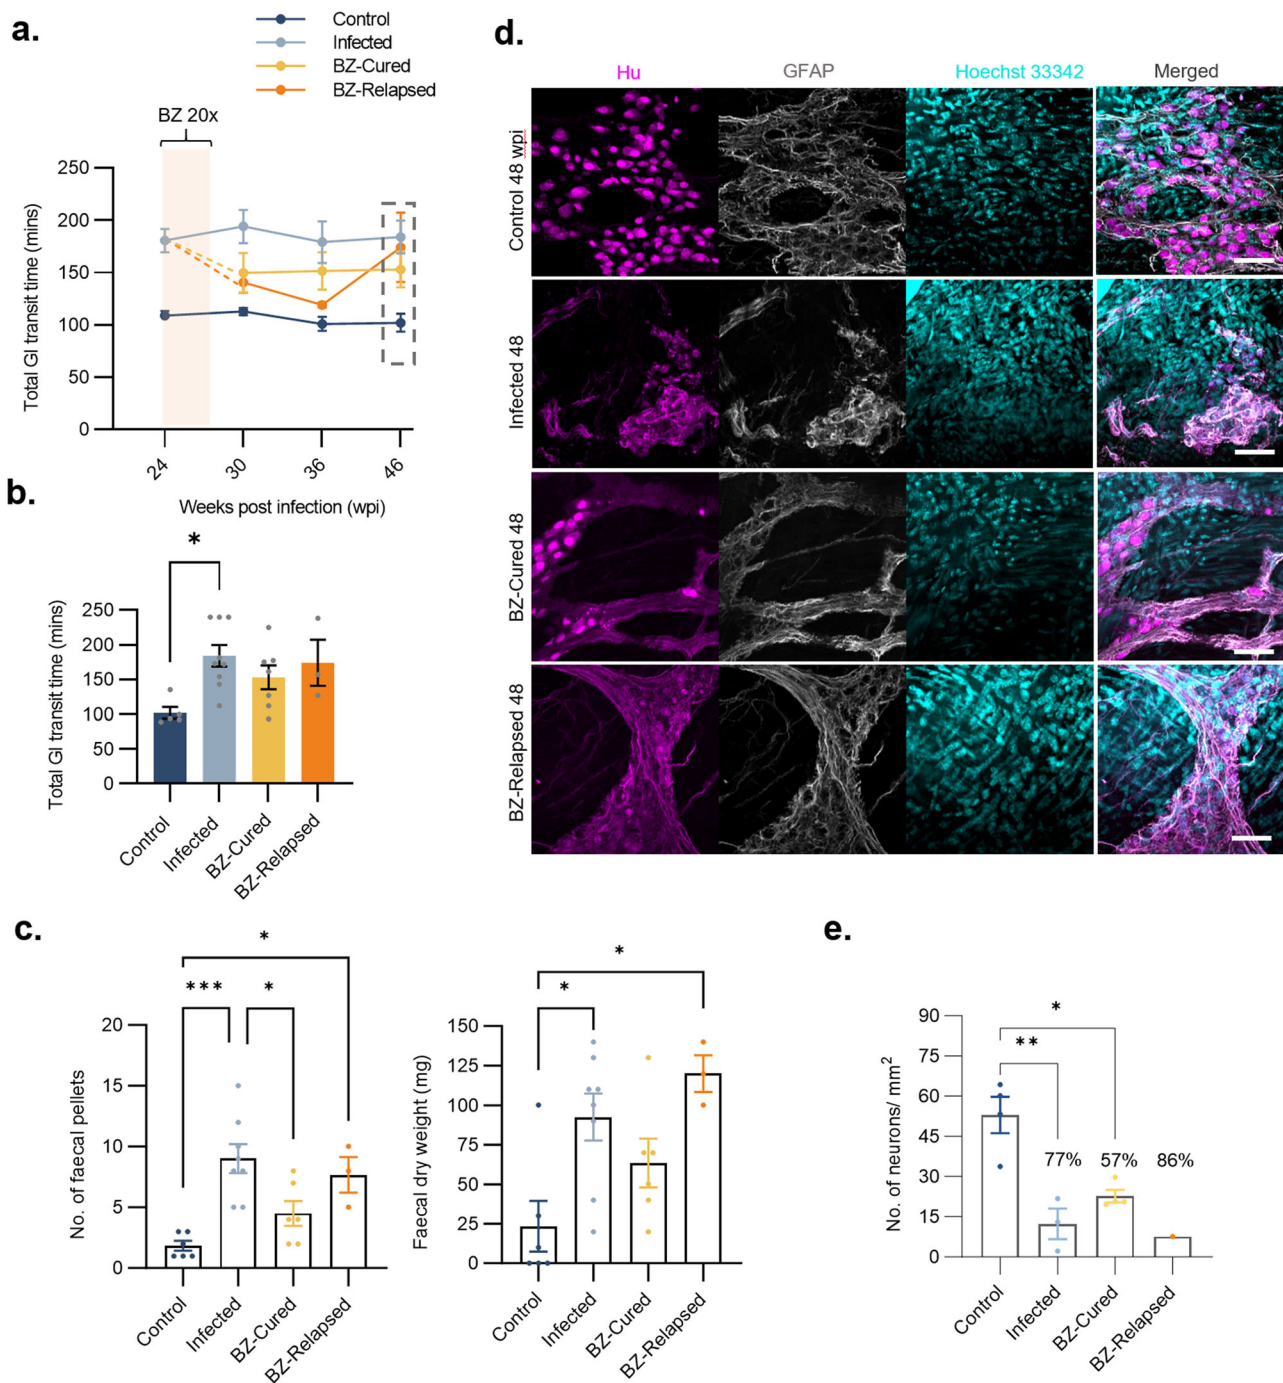 a.
Control
Infected
BZ-Cured
BZ-Relapsed
BZ 20x
Total GI transit time (mins)
250
200
150
100
50
0
24
30
36
46
Weeks post infection (wpi)
b.
*
Total GI transit time (mins)
250
200
150
100
50
0
Control
Infected
BZ-Cured
BZ-Relapsed
c.
*
***
*
No. of faecal pellets
20
15
10
5
0
Control
Infected
BZ-Cured
BZ-Relapsed
*
*
Faecal dry weight (mg)
150
125
100
75
50
25
0
Control
Infected
BZ-Cured
BZ-Relapsed
d.
Hu
GFAP
Hoechst 33342
Merged
Control 48 wpi
Infected 48
BZ-Cured 48
BZ-Relapsed 48
e.
*
**
No. of neurons/ mm²
90
75
60
45
30
15
0
77%
57%
86%
Control
Infected
BZ-Cured
BZ-Relapsed